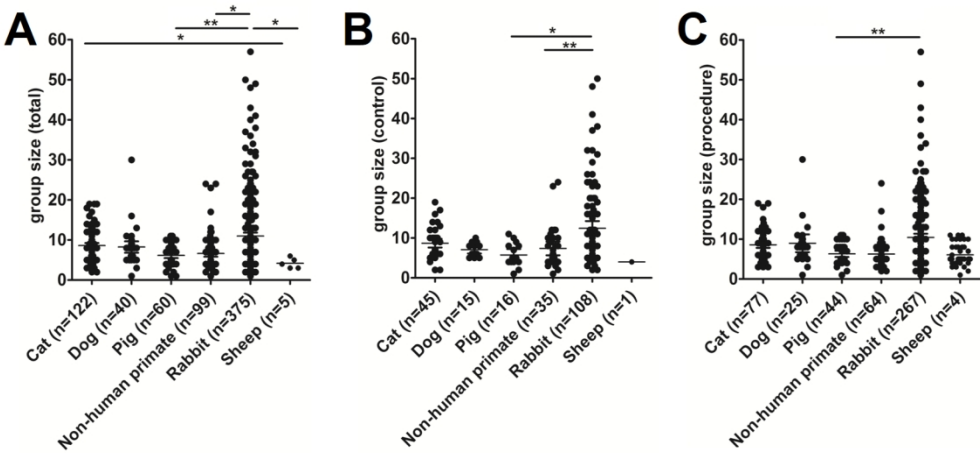 A
* 
**
*
*
group size (total)
60
50
40
30
20
10
0
Cat (n=122)
Dog (n=40)
Pig (n=60)
Non-human primate (n=99)
Rabbit (n=375)
Sheep (n=5)
B
*
**
group size (control)
60
50
40
30
20
10
0
Cat (n=45)
Dog (n=15)
Pig (n=16)
Non-human primate (n=35)
Rabbit (n=108)
Sheep (n=1)
C
**
group size (procedure)
60
50
40
30
20
10
0
Cat (n=77)
Dog (n=25)
Pig (n=44)
Non-human primate (n=64)
Rabbit (n=267)
Sheep (n=4)